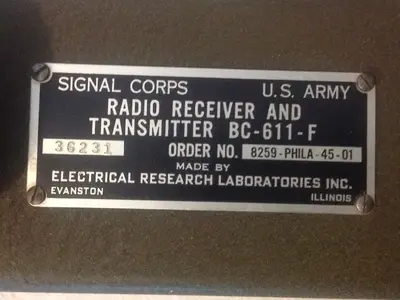 SIGNAL CORPS U.S. ARMY
RADIO RECEIVER AND
TRANSMITTER BC-611-F
36231 ORDER NO. 8259-PHILA-45-01
MADE BY
ELECTRICAL RESEARCH LABORATORIES INC.
EVANSTON ILLINOIS